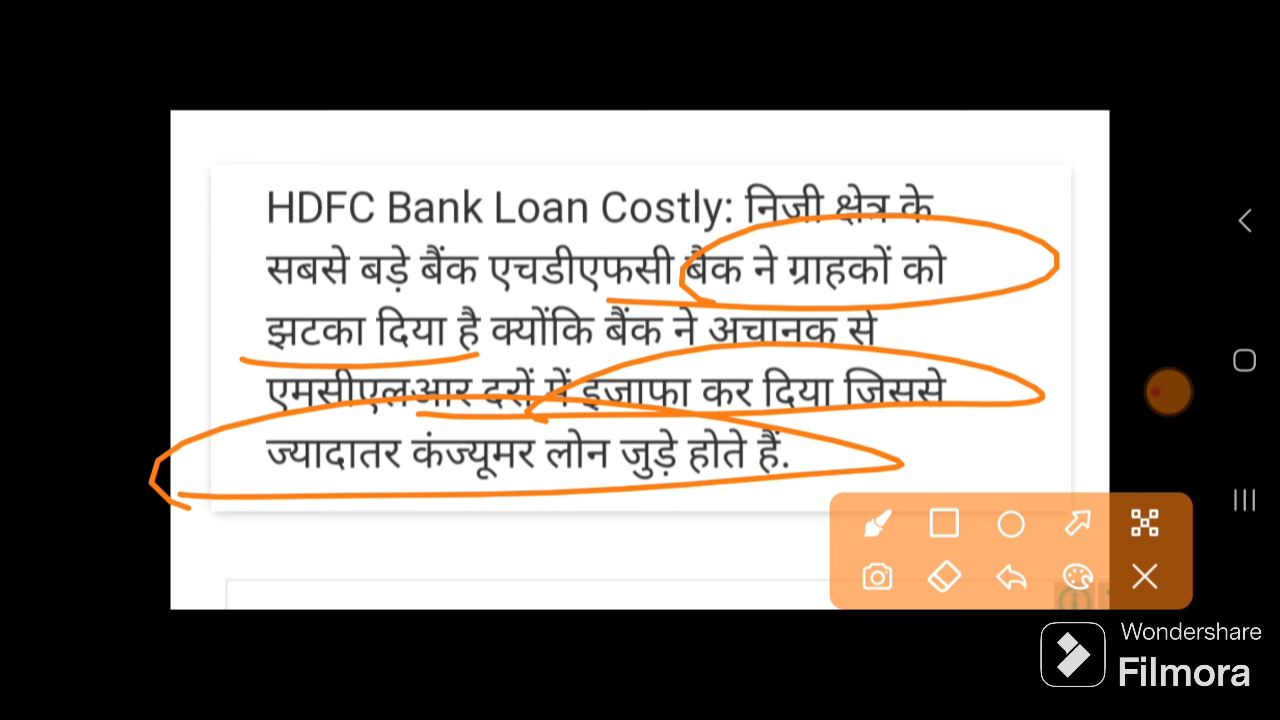 HDFC Bank Loan Costly: निजी क्षेत्र के
सबसे बड़े बैंक एचडीएफसी बैंक ने ग्राहकों को
झटका दिया है क्योंकि बैंक ने अचानक से
एमसीएलआर दरों में इजाफा कर दिया जिससे
ज्यादातर कंज्यूमर लोन जुड़े होते हैं.
Wondershare
Filmora